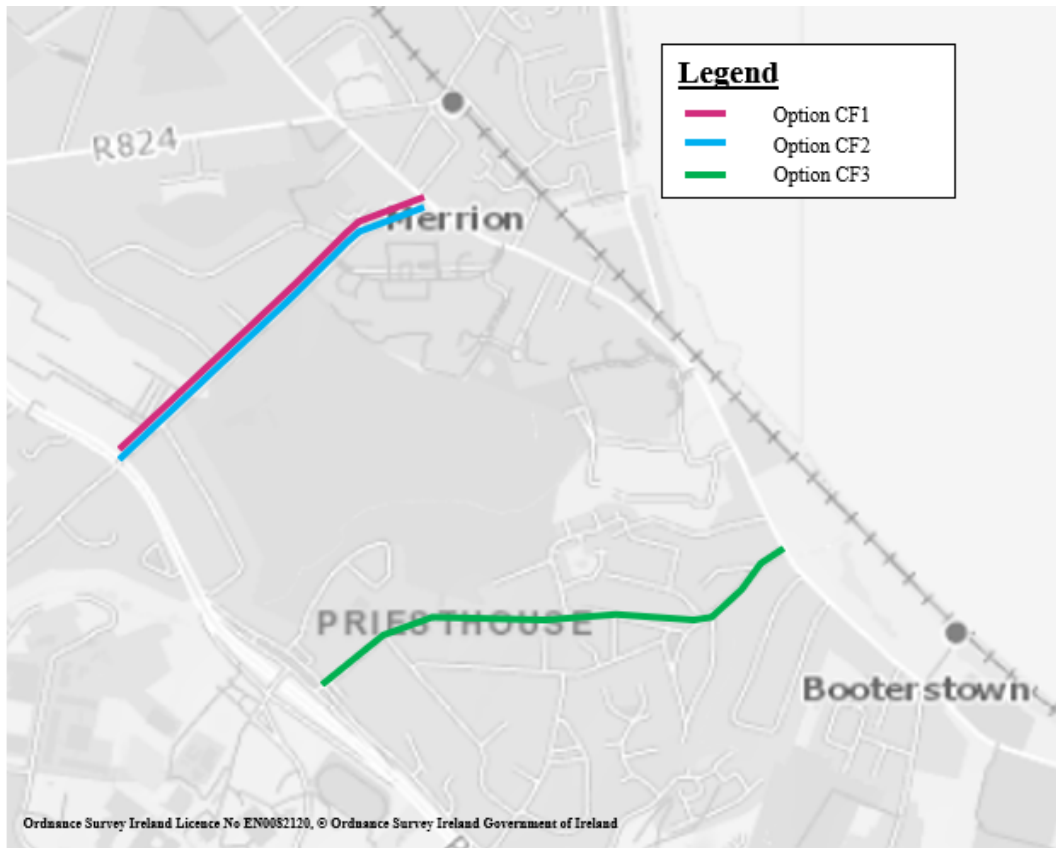 Legend
Option CF1
Option CF2
Option CF3
R824
Merrion
PRIESTHOUSE
Booterstown
Ordnance Survey Ireland Licence No EN0082120, © Ordnance Survey Ireland Government of Ireland